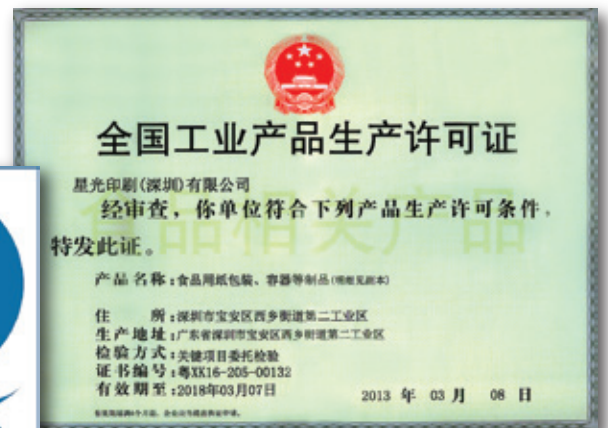 全国工业产品生产许可证
星光印刷(深圳)有限公司
经审查，你单位符合下列产品生产许可条件，
特发此证。
食品相关产品
产品名称：食品用纸包装、容器等制品(明细见副本)
住 所：深圳市宝安区西乡街道第二工业区
生产地址：广东省深圳市宝安区西乡街道第二工业区
检验方式：关键项目委托检验
证书编号：粤XK16-205-00132
有效期至：2018年03月07日
2013 年 03 月 08 日